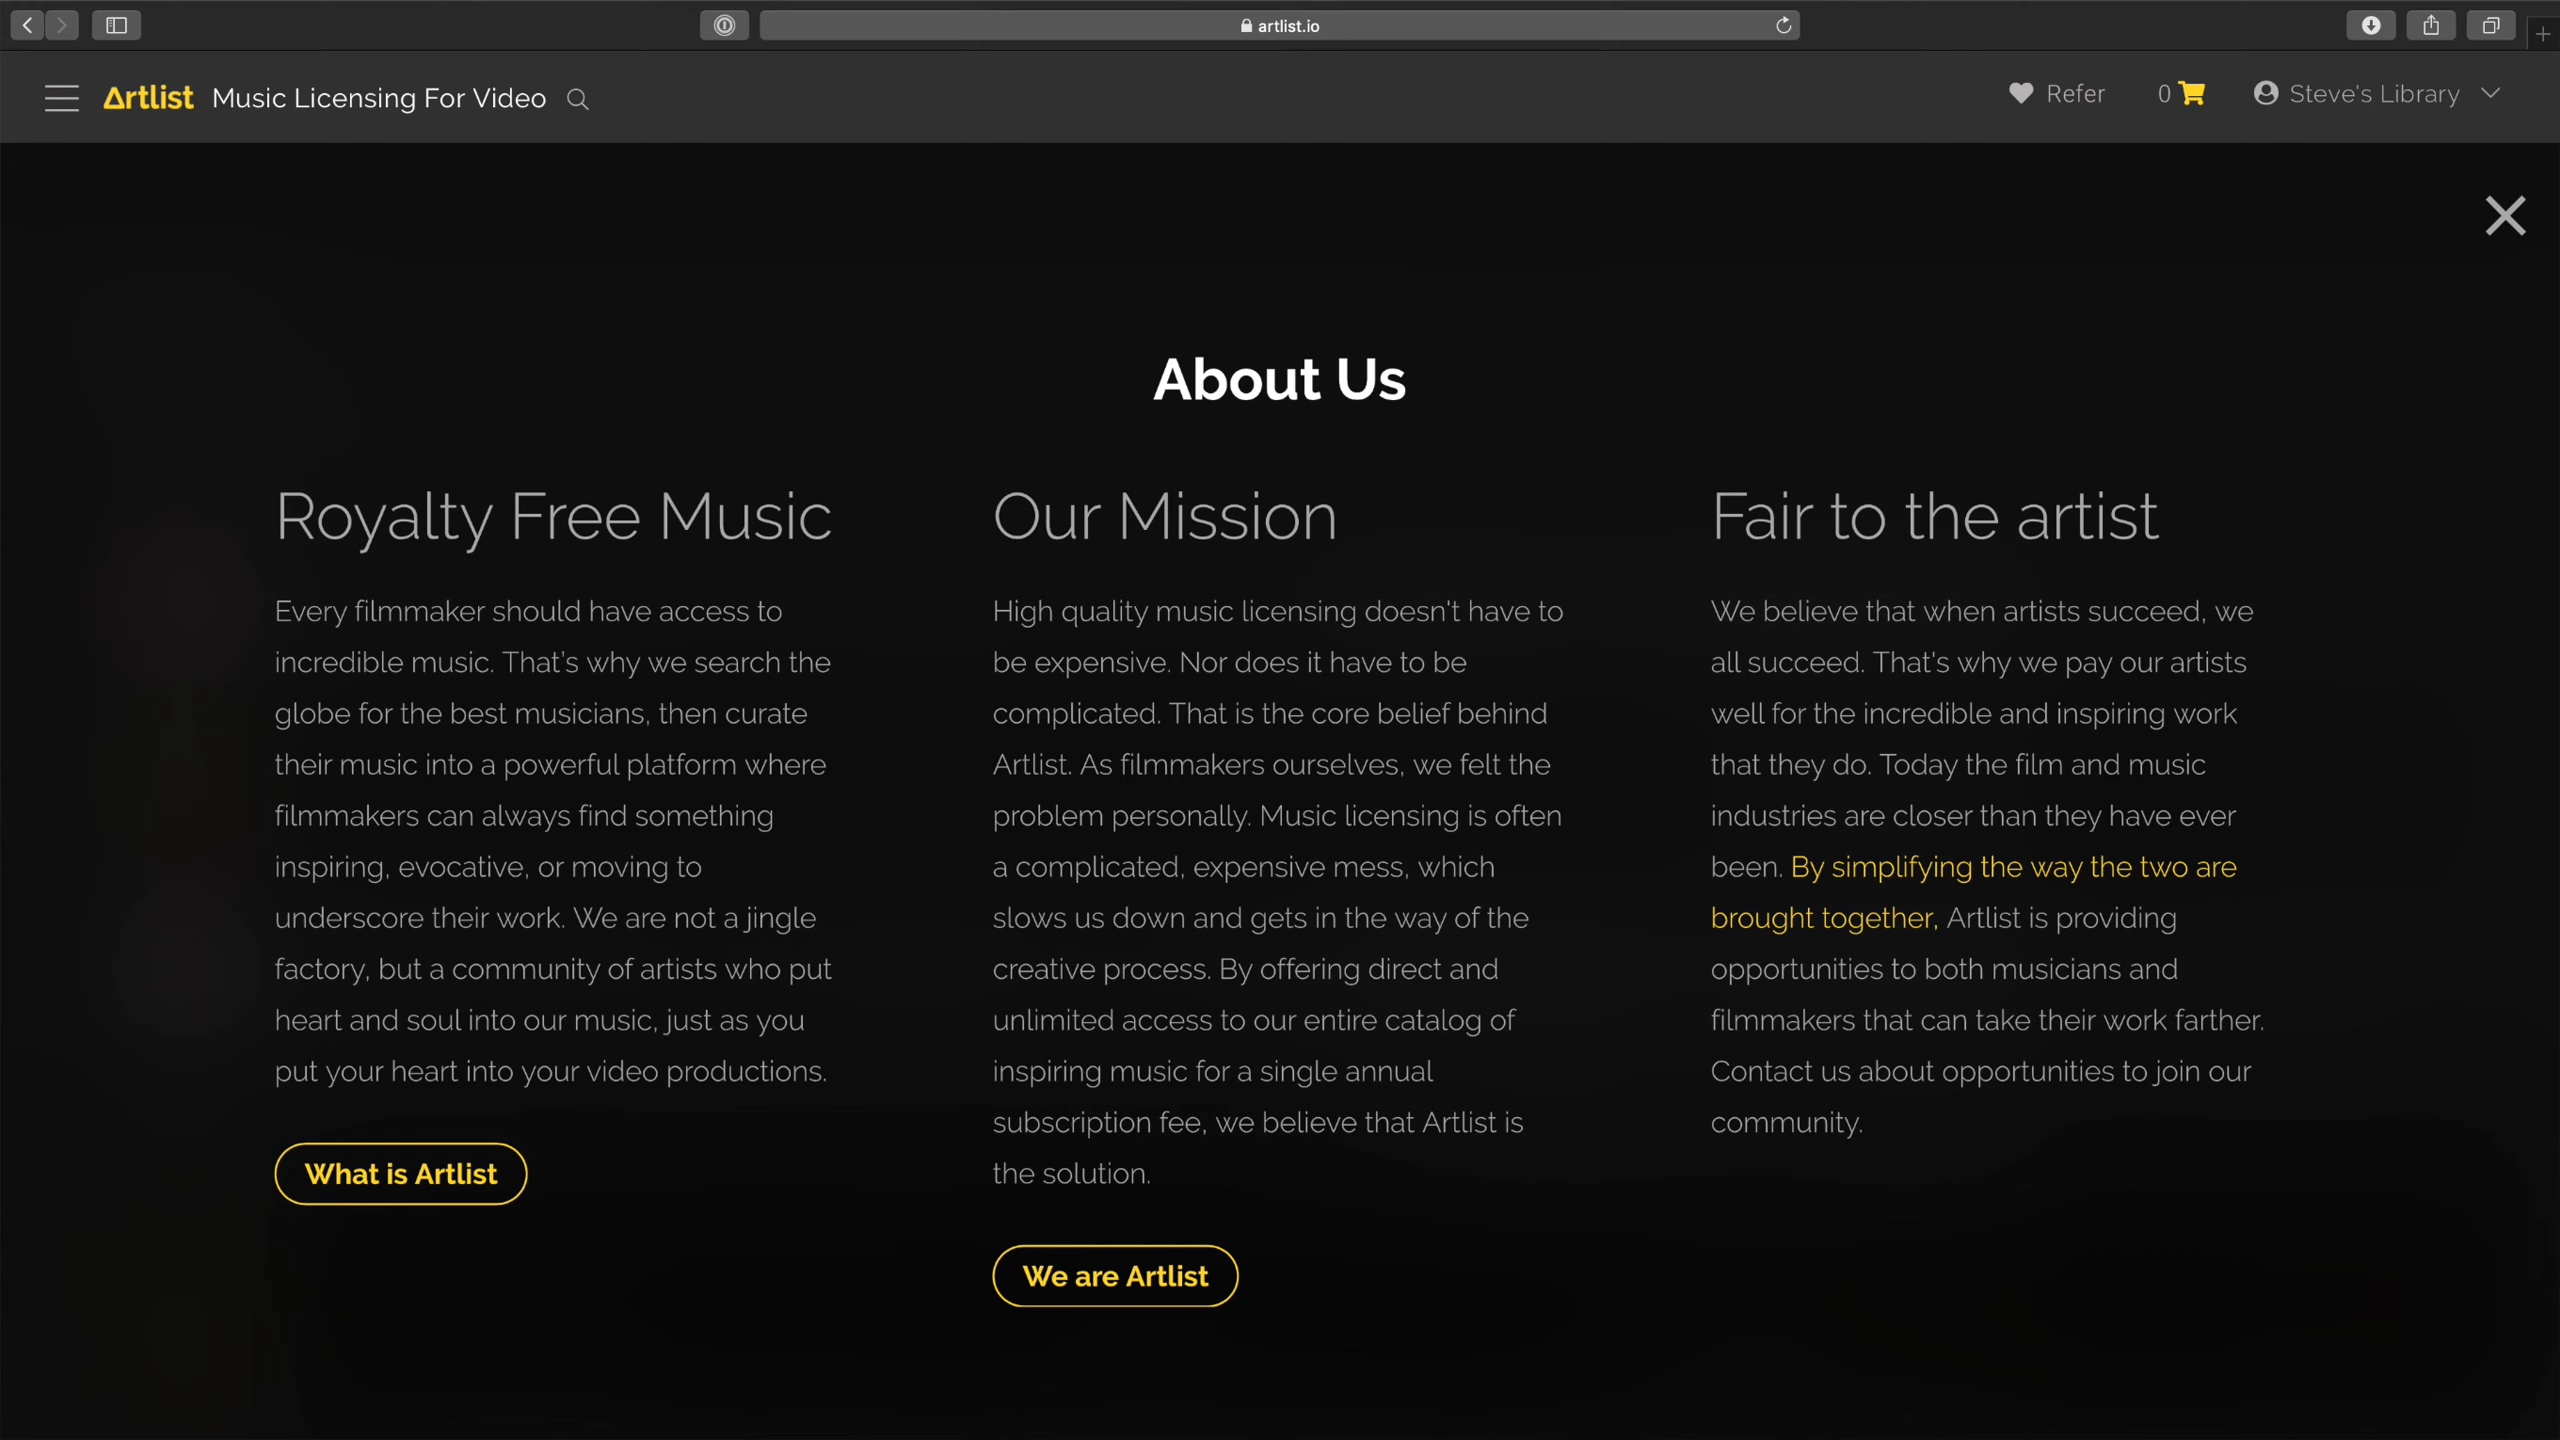 artlist.io
Artlist Music Licensing For Video
Refer
0
Steve's Library
About Us
Royalty Free Music
Every filmmaker should have access to
incredible music. That's why we search the
globe for the best musicians, then curate
their music into a powerful platform where
filmmakers can always find something
inspiring, evocative, or moving to
underscore their work. We are not a jingle
factory, but a community of artists who put
heart and soul into our music, just as you
put your heart into your video productions.
What is Artlist
Our Mission
High quality music licensing doesn't have to
be expensive. Nor does it have to be
complicated. That is the core belief behind
Artlist. As filmmakers ourselves, we felt the
problem personally. Music licensing is often
a complicated, expensive mess, which
slows us down and gets in the way of the
creative process. By offering direct and
unlimited access to our entire catalog of
inspiring music for a single annual
subscription fee, we believe that Artlist is
the solution.
We are Artlist
Fair to the artist
We believe that when artists succeed, we
all succeed. That's why we pay our artists
well for the incredible and inspiring work
that they do. Today the film and music
industries are closer than they have ever
been. By simplifying the way the two are
brought together, Artlist is providing
opportunities to both musicians and
filmmakers that can take their work farther.
Contact us about opportunities to join our
community.